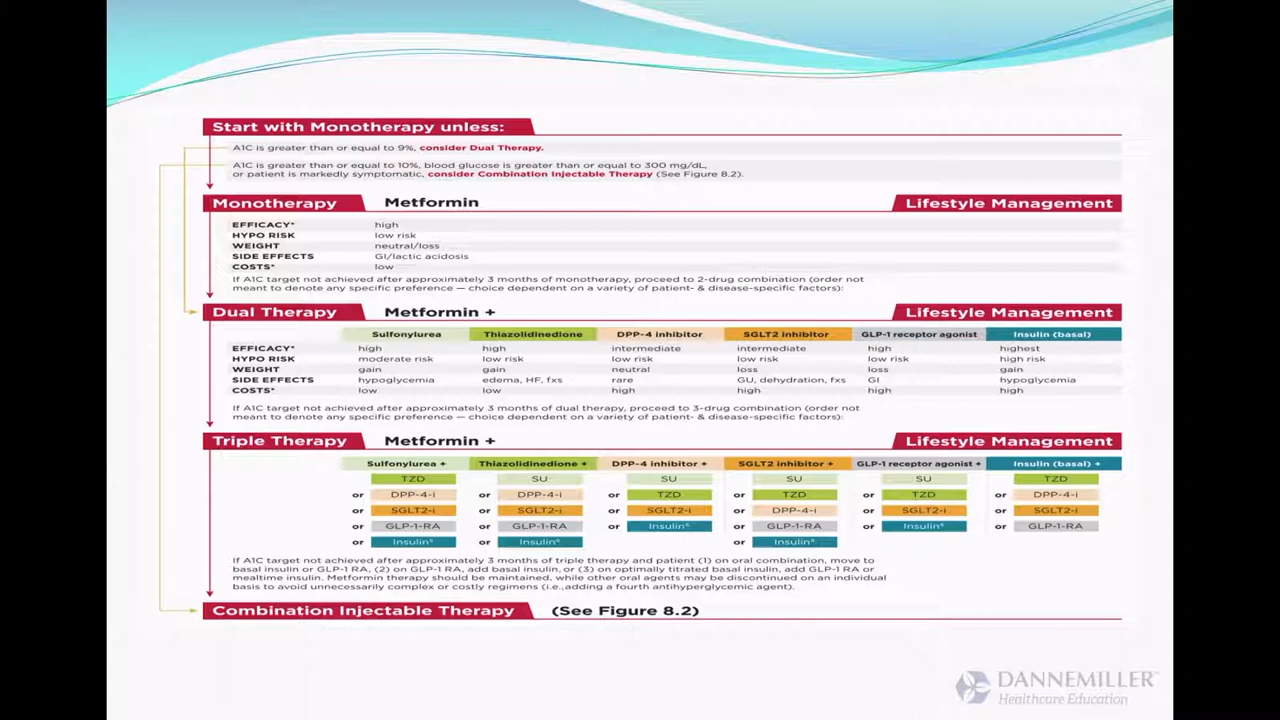 Start with Monotherapy unless:
A1C is greater than or equal to 9%, consider Dual Therapy.
A1C is greater than or equal to 10%, blood glucose is greater than or equal to 300 mg/dL,
or patient is markedly symptomatic, consider Combination Injectable Therapy (See Figure 8.2).
Monotherapy Metformin Lifestyle Management
EFFICACY* high
HYPO RISK low risk
WEIGHT neutral/loss
SIDE EFFECTS GI/lactic acidosis
COSTS* low
If A1C target not achieved after approximately 3 months of monotherapy, proceed to 2-drug combination (order not
meant to denote any specific preference — choice dependent on a variety of patient- & disease-specific factors):
Dual Therapy Metformin + Lifestyle Management
Sulfonylurea Thiazolidinedione DPP-4 inhibitor SGLT2 inhibitor GLP-1 receptor agonist Insulin (basal)
EFFICACY* high high intermediate intermediate high highest
HYPO RISK moderate risk low risk low risk low risk low risk high risk
WEIGHT gain gain neutral loss loss gain
SIDE EFFECTS hypoglycemia edema, HF, fxs rare GU, dehydration, fxs GI hypoglycemia
COSTS* low low high high high high
If A1C target not achieved after approximately 3 months of dual therapy, proceed to 3-drug combination (order not
meant to denote any specific preference — choice dependent on a variety of patient- & disease-specific factors):
Triple Therapy Metformin + Lifestyle Management
Sulfonylurea + Thiazolidinedione + DPP-4 inhibitor + SGLT2 inhibitor + GLP-1 receptor agonist + Insulin (basal) +
TZD SU SU SU SU TZD
or DPP-4-i or DPP-4-i or TZD or TZD or TZD or DPP-4-i
or SGLT2-i or SGLT2-i or SGLT2-i or DPP-4-i or SGLT2-i or SGLT2-i
or GLP-1-RA or GLP-1-RA or Insulin§ or GLP-1-RA or Insulin§ or GLP-1-RA
or Insulin§ or Insulin§ or Insulin§
If A1C target not achieved after approximately 3 months of triple therapy and patient (1) on oral combination, move to
basal insulin or GLP-1 RA, (2) on GLP-1 RA, add basal insulin, or (3) on optimally titrated basal insulin, add GLP-1 RA or
mealtime insulin. Metformin therapy should be maintained, while other oral agents may be discontinued on an individual
basis to avoid unnecessarily complex or costly regimens (i.e.,adding a fourth antihyperglycemic agent).
Combination Injectable Therapy (See Figure 8.2)
DANNEMILLER
Healthcare Education